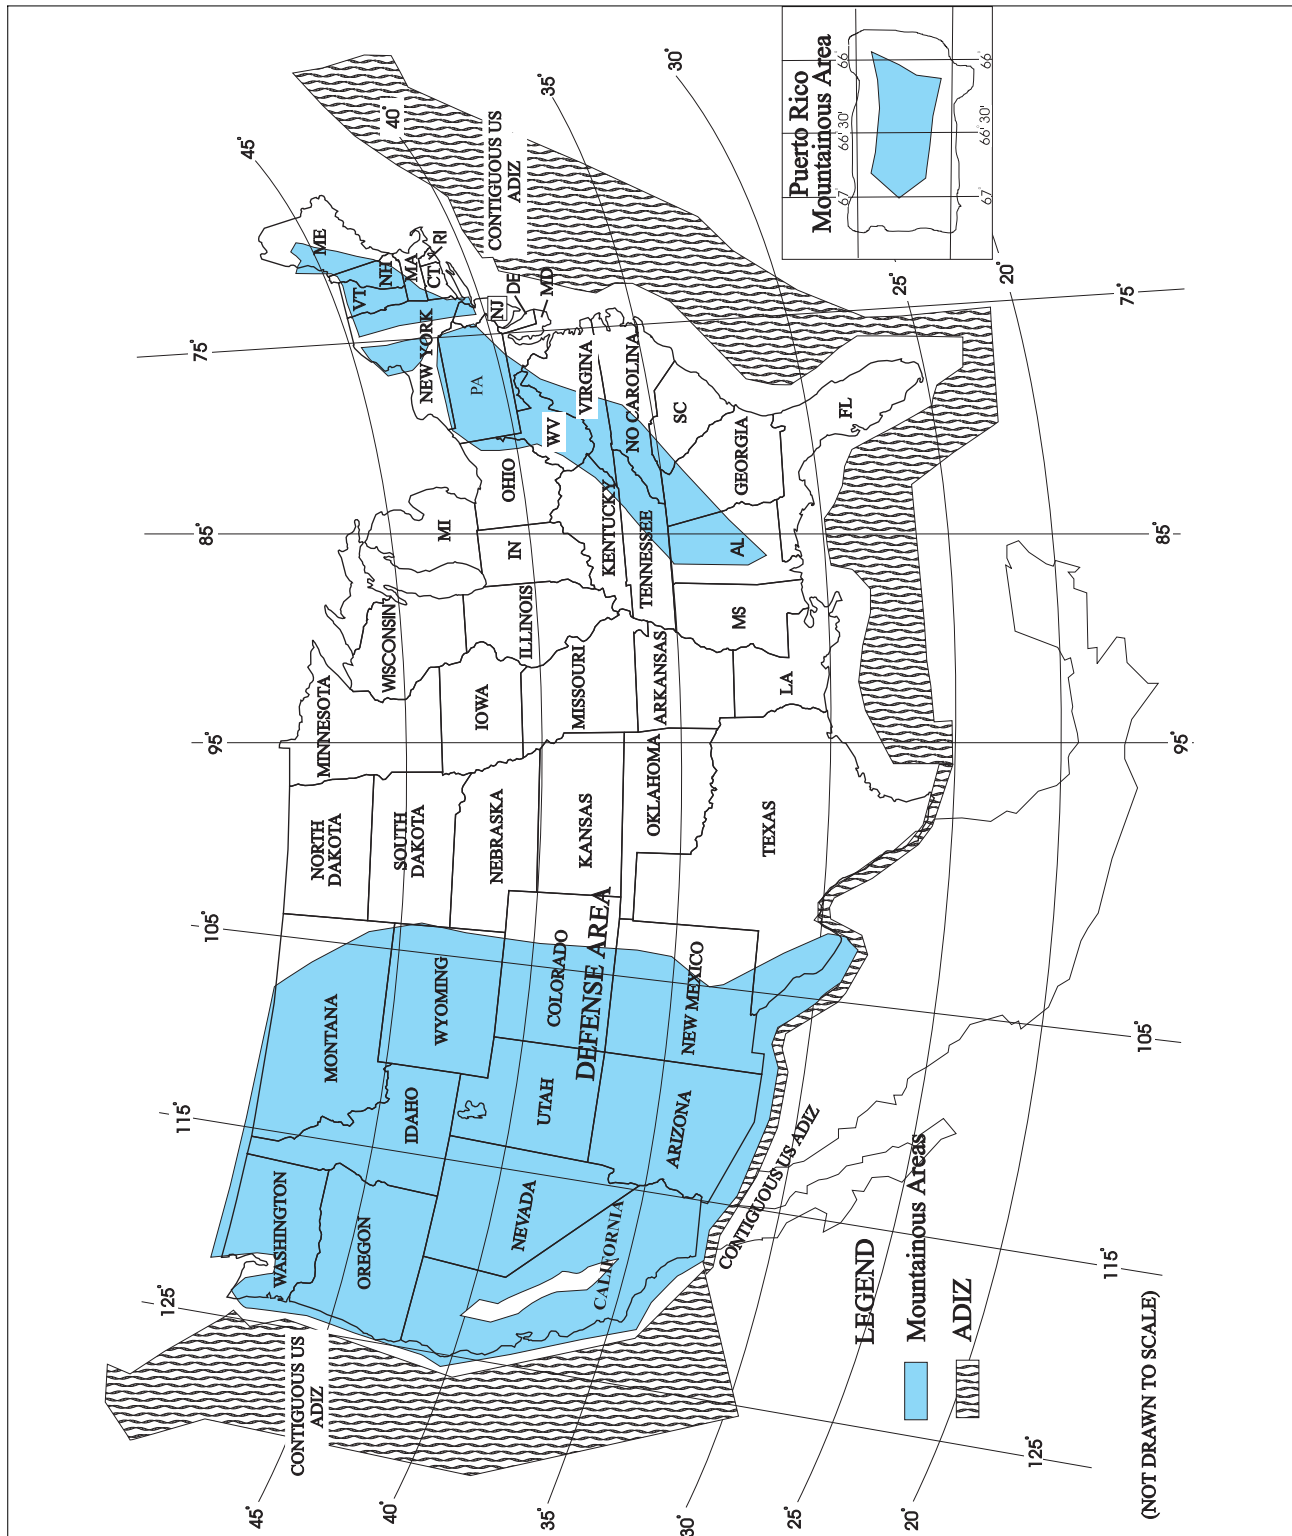 45°
40°
35°
30°
25°
20°
125°
115°
105°
95°
85°
75°
CONTIGUOUS US
ADIZ
WASHINGTON
OREGON
CALIFORNIA
NEVADA
IDAHO
MONTANA
WYOMING
UTAH
COLORADO
ARIZONA
NEW MEXICO
DEFENSE AREA
NORTH
DAKOTA
SOUTH
DAKOTA
NEBRASKA
KANSAS
OKLAHOMA
TEXAS
MINNESOTA
IOWA
MISSOURI
ARKANSAS
LA
WISCONSIN
ILLINOIS
MS
MI
IN
OHIO
KENTUCKY
TENNESSEE
AL
GEORGIA
FL
SC
NO CAROLINA
VIRGINA
WV
PA
NEW YORK
VT
NH
ME
MA
RI
CT
NJ
DE
MD
CONTIGUOUS US
ADIZ
CONTIGUOUS US ADIZ
45°
40°
35°
30°
25°
20°
125°
115°
105°
95°
85°
75°
Puerto Rico
Mountainous Area
67°
66° 30'
66°
67°
66° 30'
66°
LEGEND
Mountainous Areas
ADIZ
(NOT DRAWN TO SCALE)